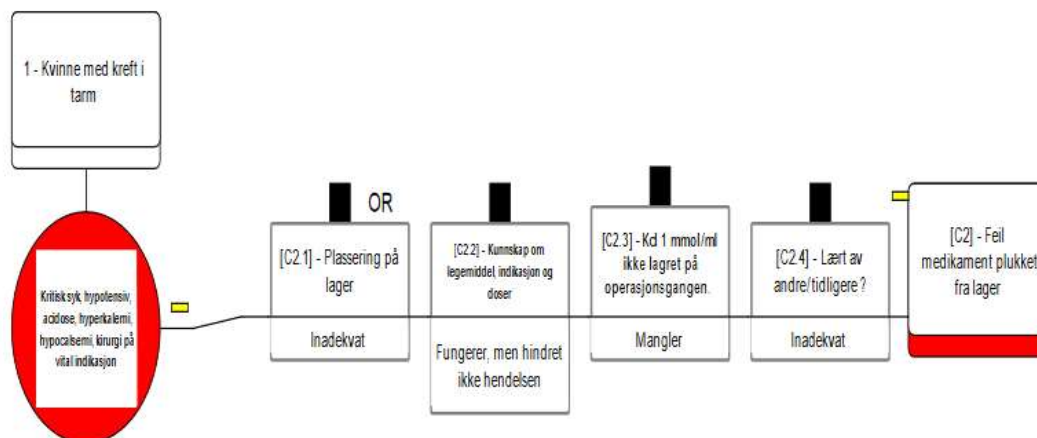 1 - Kvinne med kreft i
tarm
Kritisk syk, hypotensiv,
acidose, hyperkalemi,
hypocalsemi, kirurgi på
vital indikasjon
OR
[C2.1] - Plassering på
lager
Inadekvat
[C2.2] - Kunnskap om
legemiddel, indikasjon og
doser
Fungerer, men hindret
ikke hendelsen
[C2.3] - Kcl 1 mmol/ml
ikke lagret på
operasjonsgangen.
Mangler
[C2.4] - Lært av
andre/tidligere ?
Inadekvat
[C2] - Feil
medikament plukket
fra lager